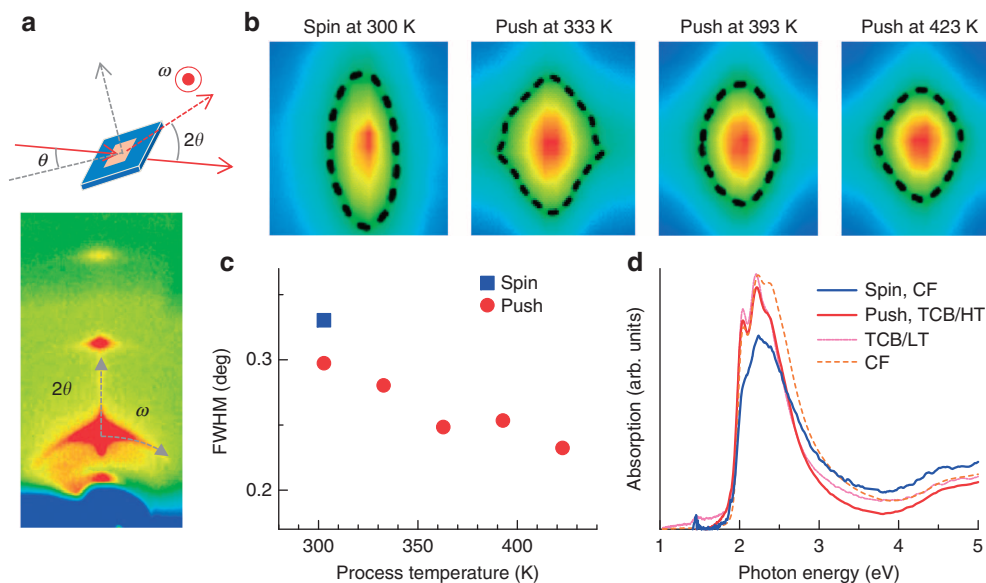 a
ω
2θ
θ
2θ
ω
b
Spin at 300 K
Push at 333 K
Push at 393 K
Push at 423 K
c
Spin
Push
FWHM (deg)
0.3
0.2
300
350
400
Process temperature (K)
d
Spin, CF
Push, TCB/HT
TCB/LT
CF
Absorption (arb. units)
1
2
3
4
5
Photon energy (eV)